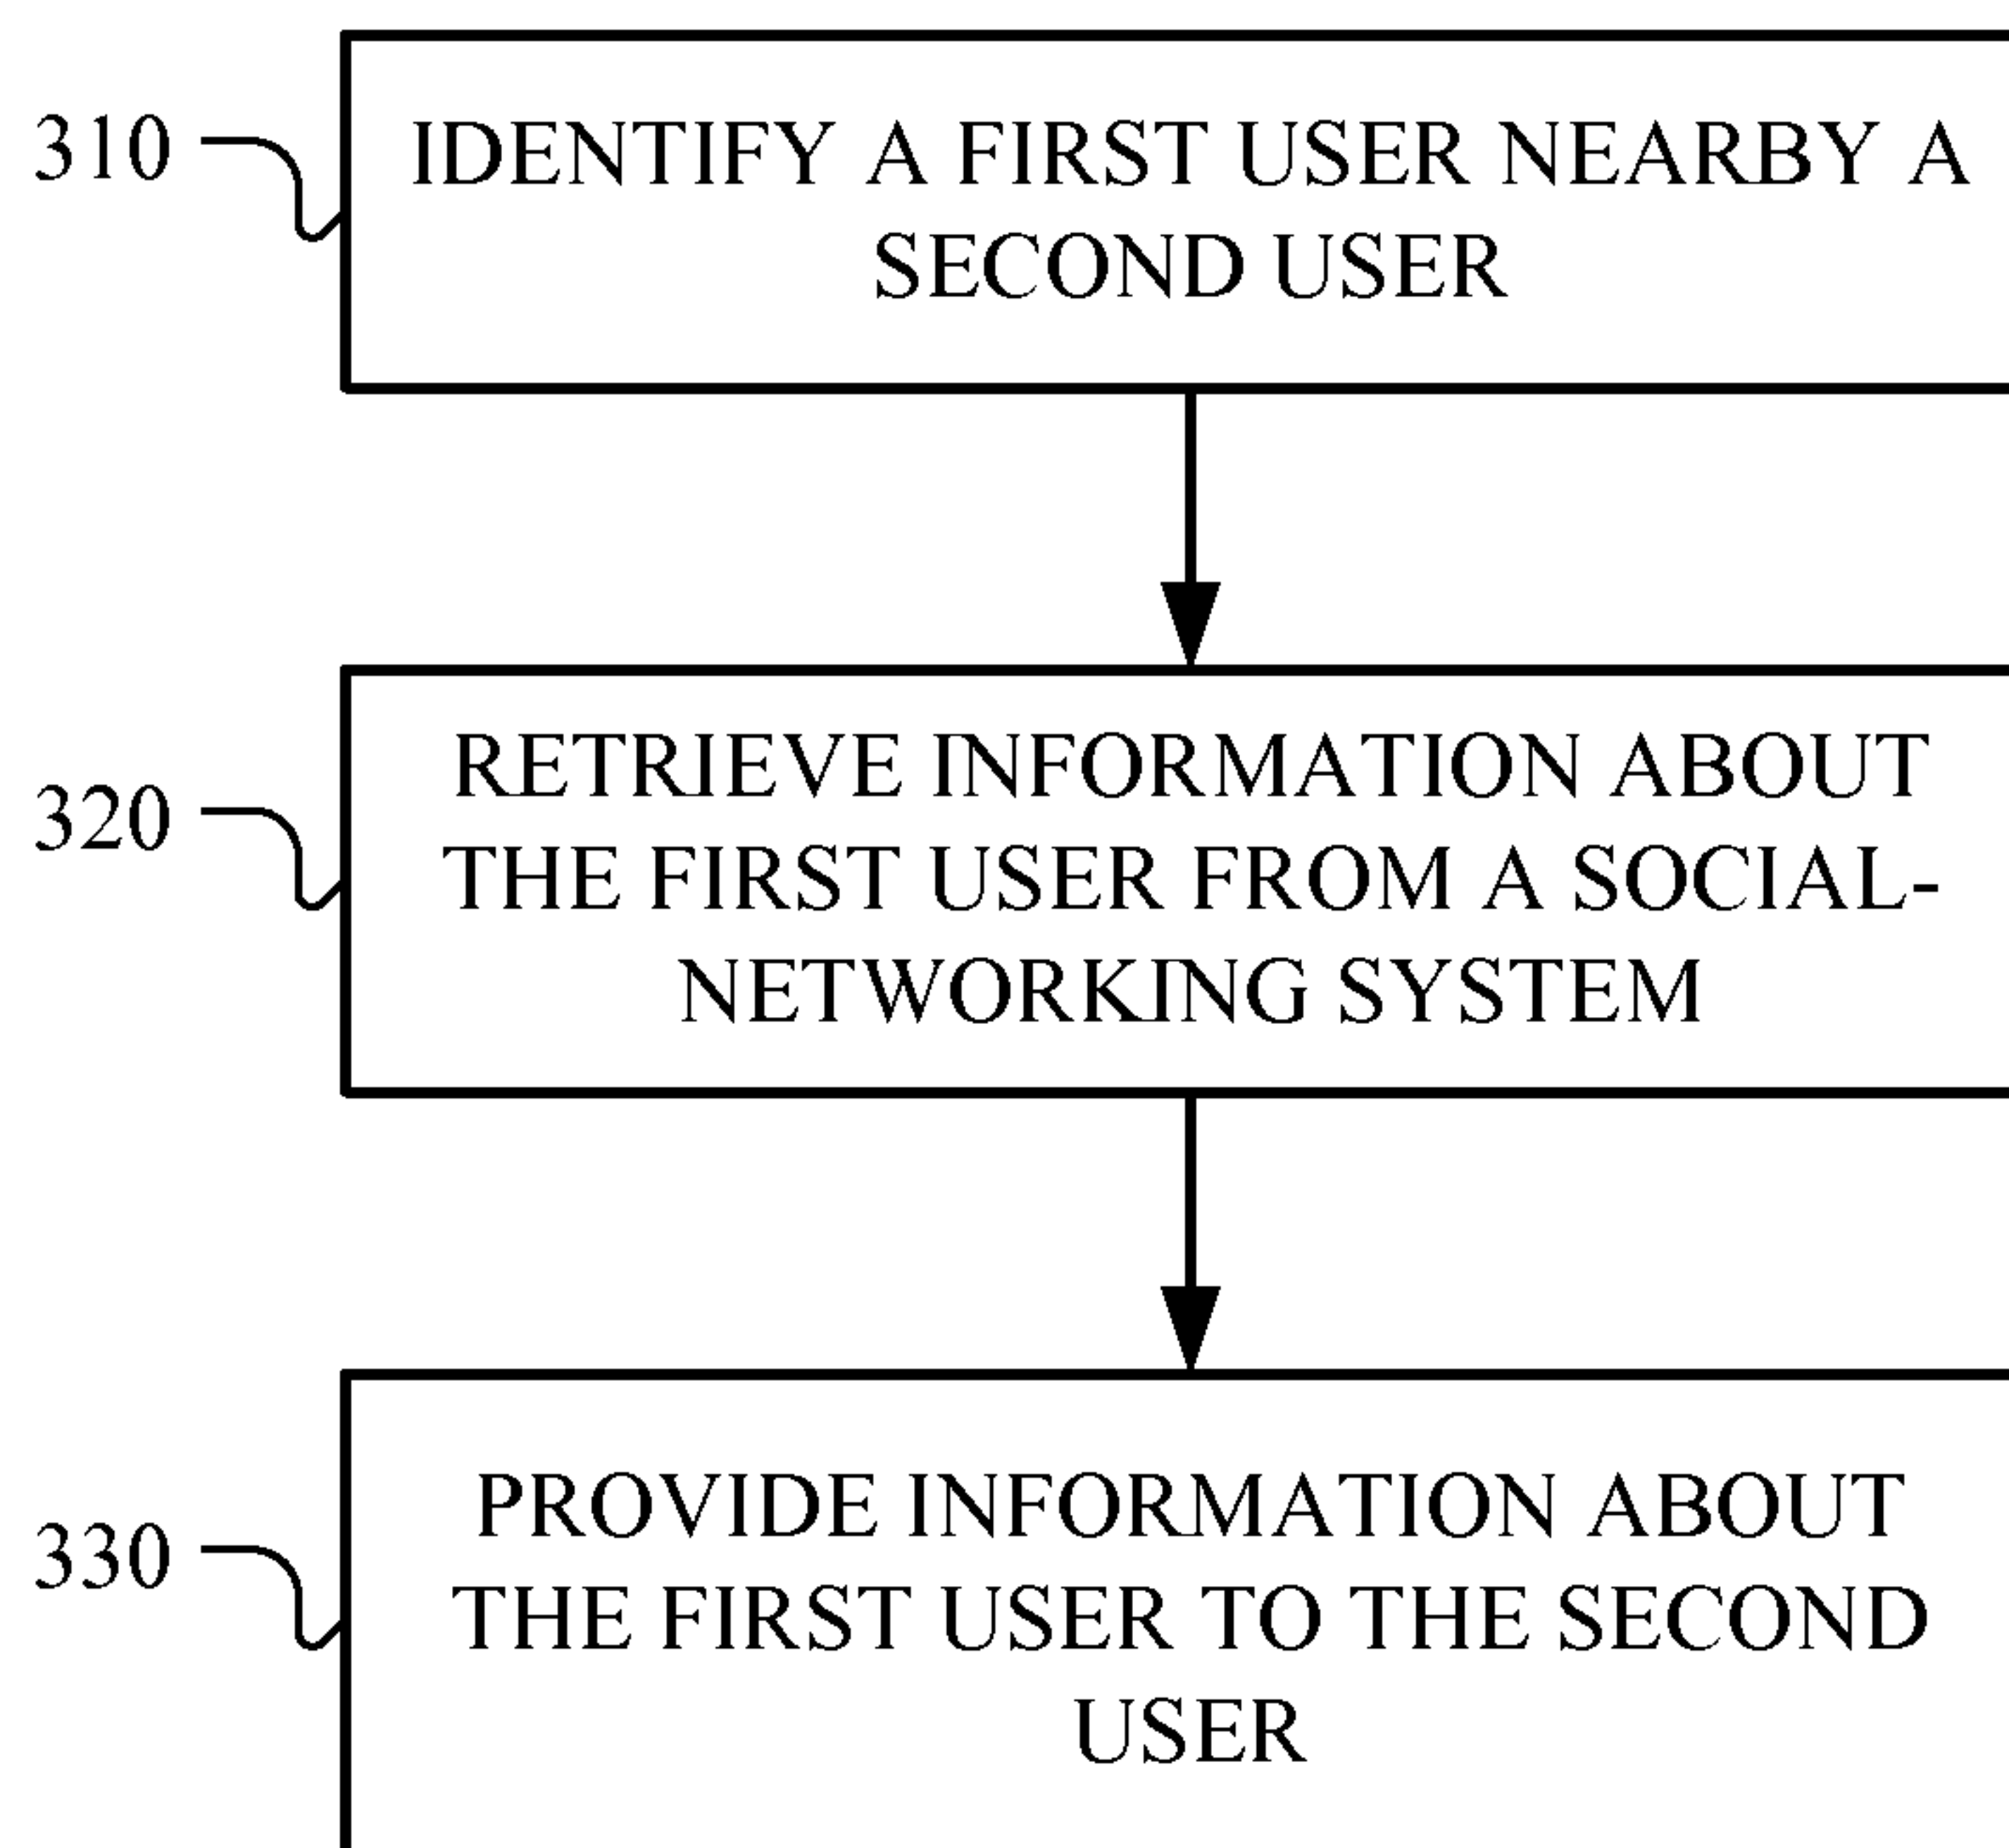 310
IDENTIFY A FIRST USER NEARBY A
SECOND USER
320
RETRIEVE INFORMATION ABOUT
THE FIRST USER FROM A SOCIAL-
NETWORKING SYSTEM
330
PROVIDE INFORMATION ABOUT
THE FIRST USER TO THE SECOND
USER